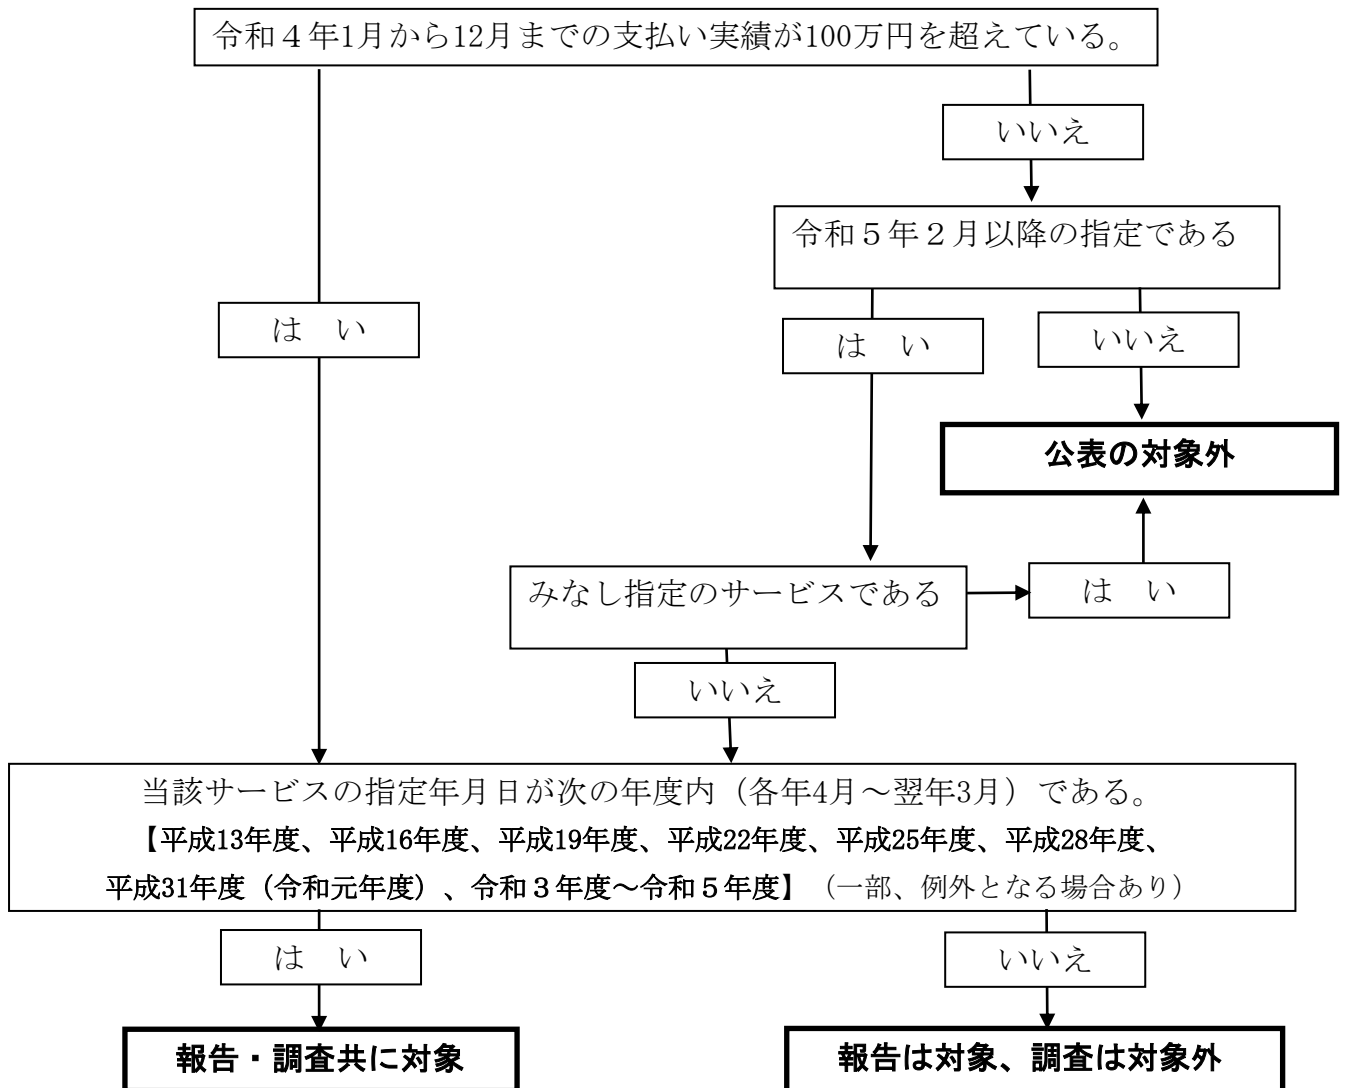 令和４年1月から12月までの支払い実績が100万円を超えている。
いいえ
令和５年２月以降の指定である
は　い
は　い
いいえ
公表の対象外
みなし指定のサービスである
は　い
いいえ
当該サービスの指定年月日が次の年度内（各年4月～翌年3月）である。
【平成13年度、平成16年度、平成19年度、平成22年度、平成25年度、平成28年度、
平成31年度（令和元年度）、令和３年度～令和５年度】（一部、例外となる場合あり）
は　い
いいえ
報告・調査共に対象
報告は対象、調査は対象外